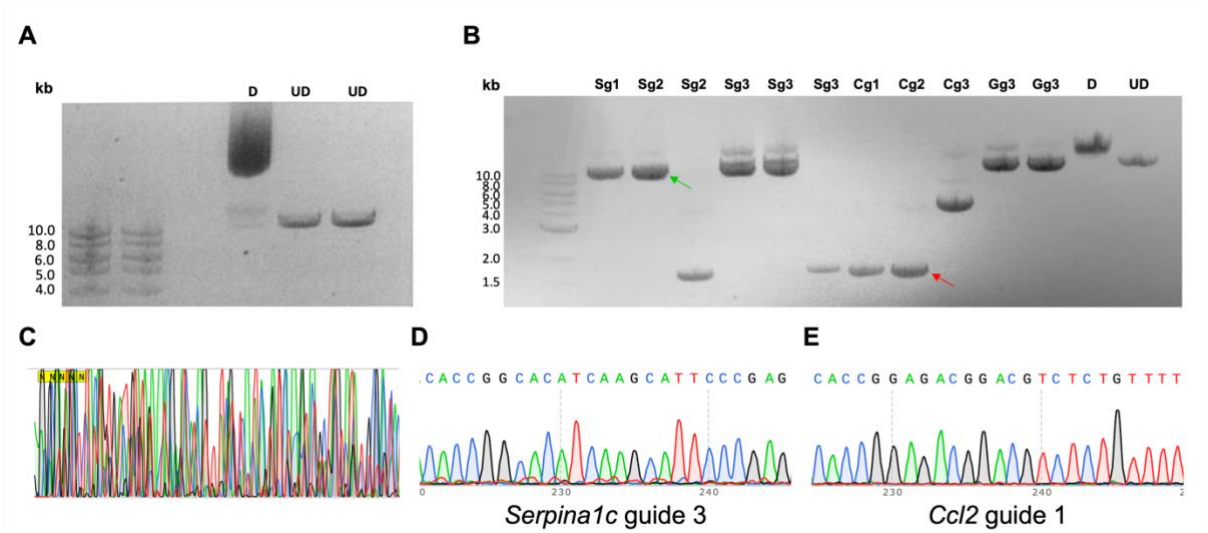 A
kb
D UD UD
10.0
8.0
6.0
5.0
4.0
B
kb
Sg1 Sg2 Sg2 Sg3 Sg3 Sg3 Cg1 Cg2 Cg3 Gg3 Gg3 D UD
10.0
8.0
6.0
5.0
4.0
3.0
2.0
1.5
C
N N N N N
D
.CACCGGCACATCAAGCATTCCCGAG
0 230 240
Serpina1c guide 3
E
CACCGGAGACGGACGTCTCTGTTTT
230 240 2
Ccl2 guide 1